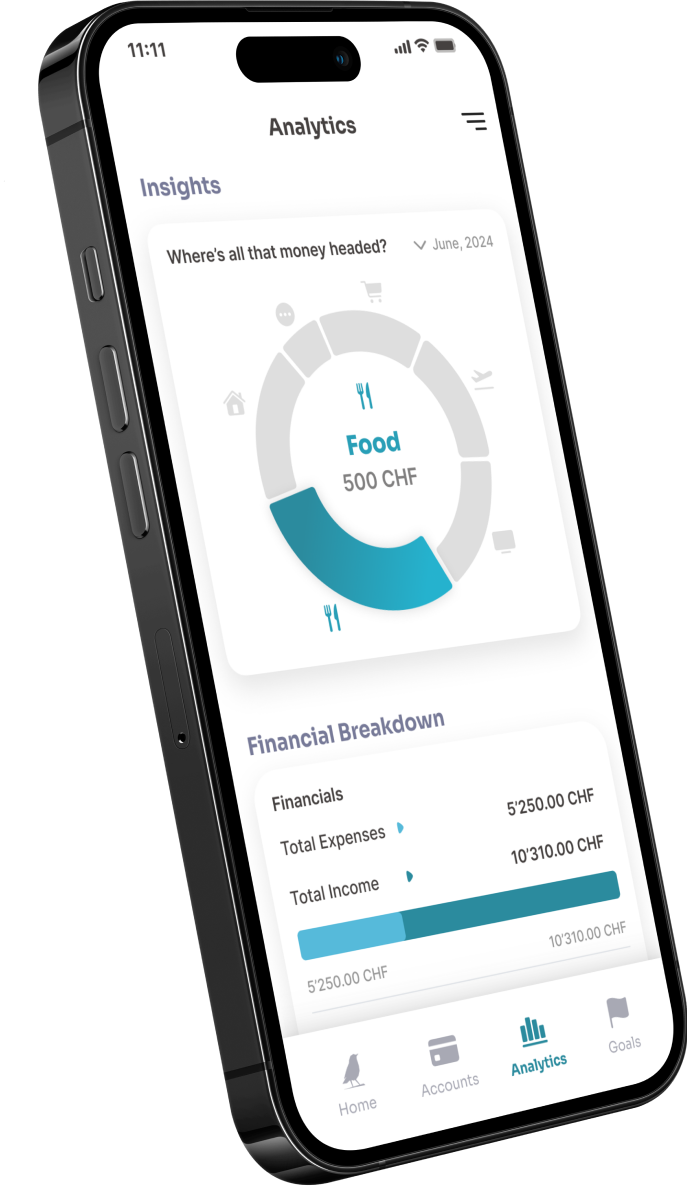 11:11
Analytics
Insights
Where's all that money headed?
June, 2024
Food
500 CHF
Financial Breakdown
Financials
Total Expenses
5'250.00 CHF
Total Income
10'310.00 CHF
5'250.00 CHF
10'310.00 CHF
Home
Accounts
Analytics
Goals